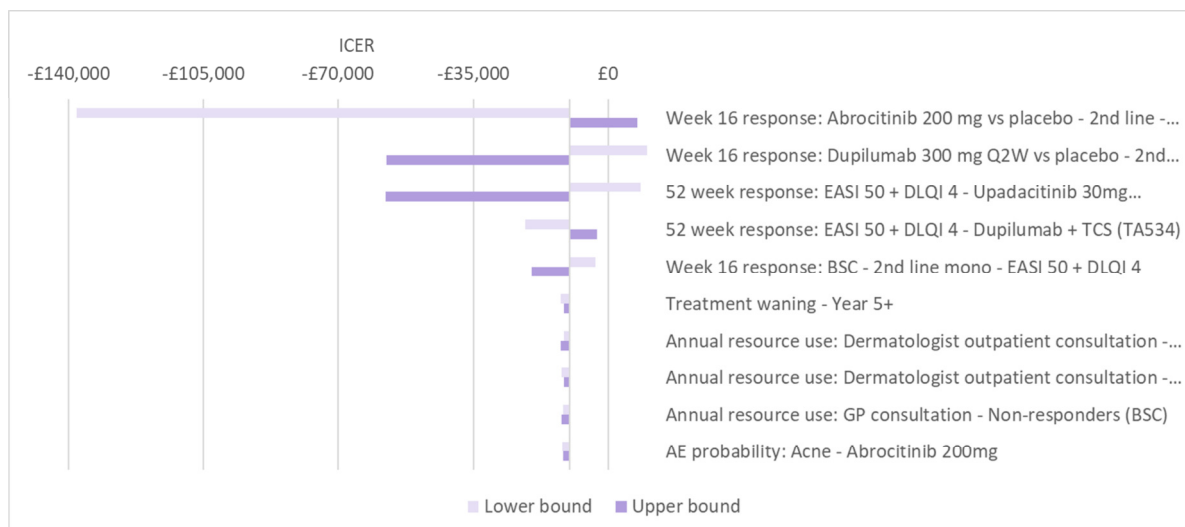 ICER
-£140,000 -£105,000 -£70,000 -£35,000 £0
Week 16 response: Abrocitinib 200 mg vs placebo - 2nd line -...
Week 16 response: Dupilumab 300 mg Q2W vs placebo - 2nd...
52 week response: EASI 50 + DLQI 4 - Upadacitinib 30mg...
52 week response: EASI 50 + DLQI 4 - Dupilumab + TCS (TA534)
Week 16 response: BSC - 2nd line mono - EASI 50 + DLQI 4
Treatment waning - Year 5+
Annual resource use: Dermatologist outpatient consultation -...
Annual resource use: Dermatologist outpatient consultation -...
Annual resource use: GP consultation - Non-responders (BSC)
AE probability: Acne - Abrocitinib 200mg
Lower bound Upper bound